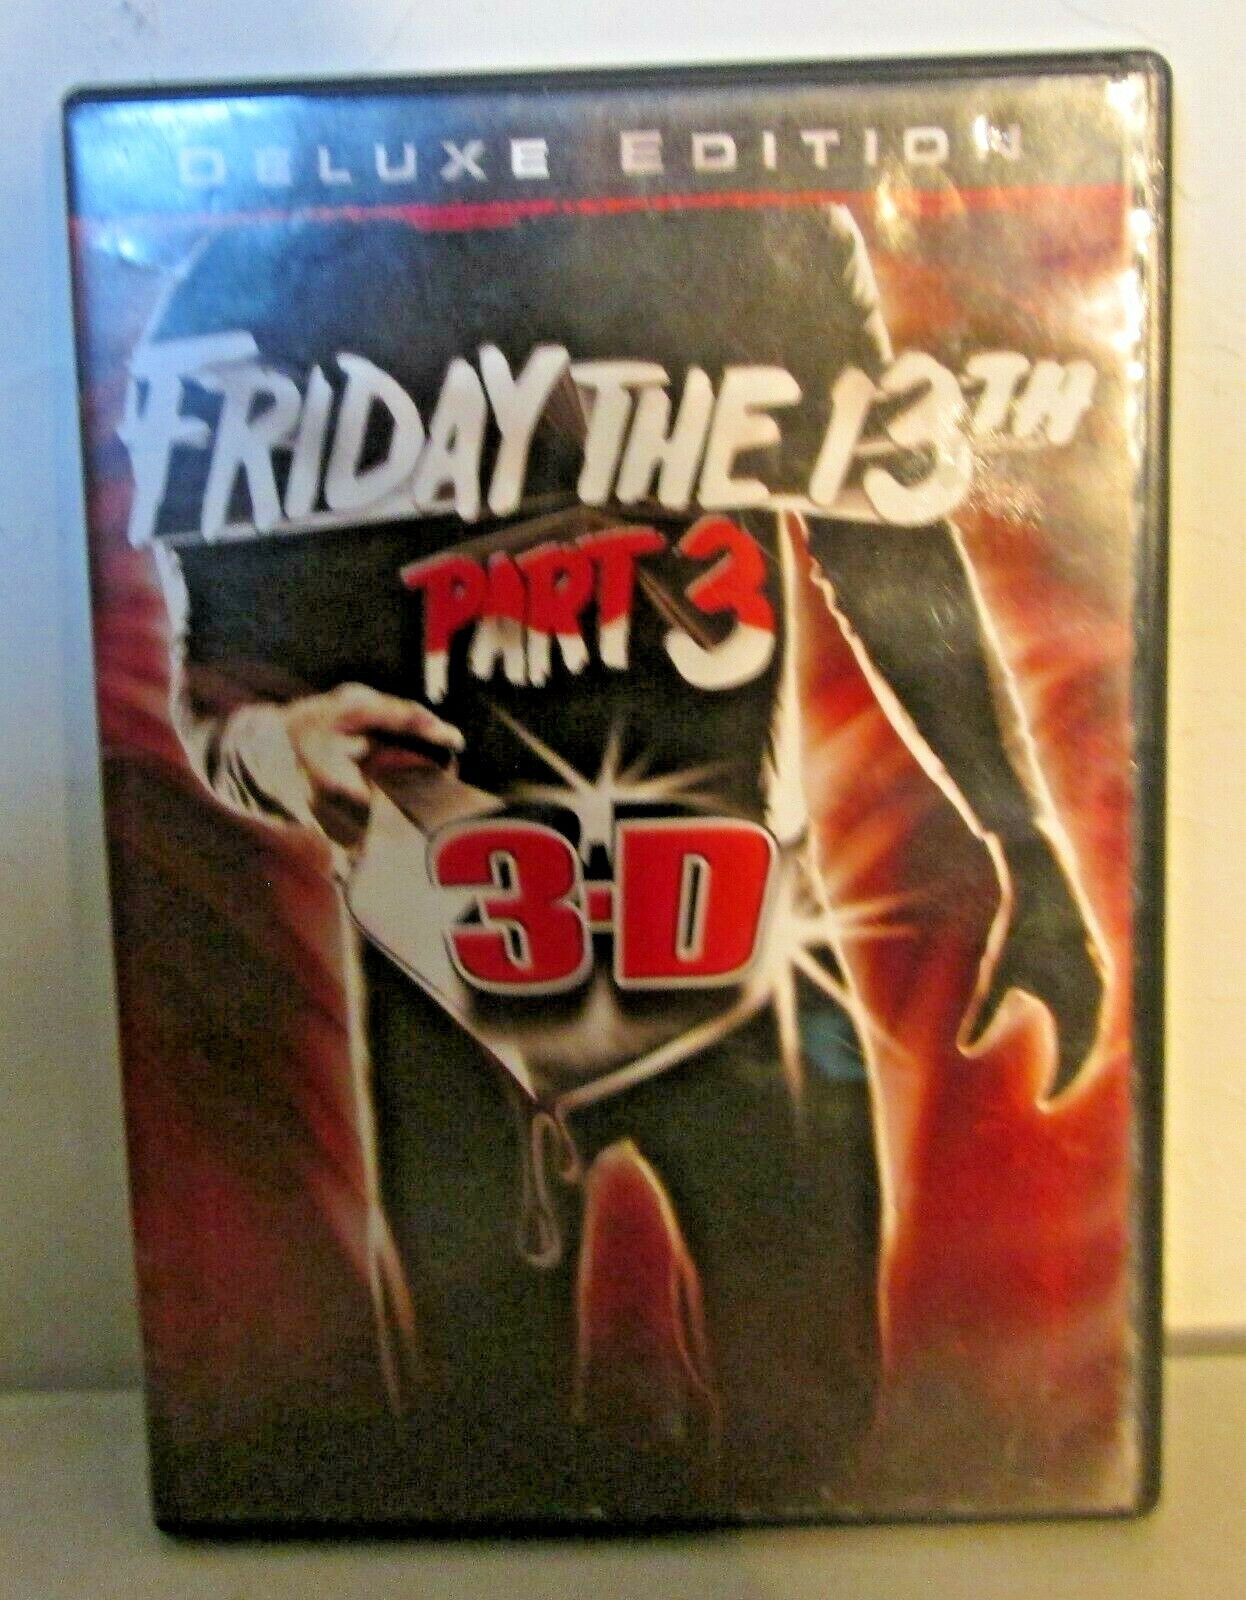 DELUXE EDITION
FRIDAY THE 13TH
PART 3
3-D